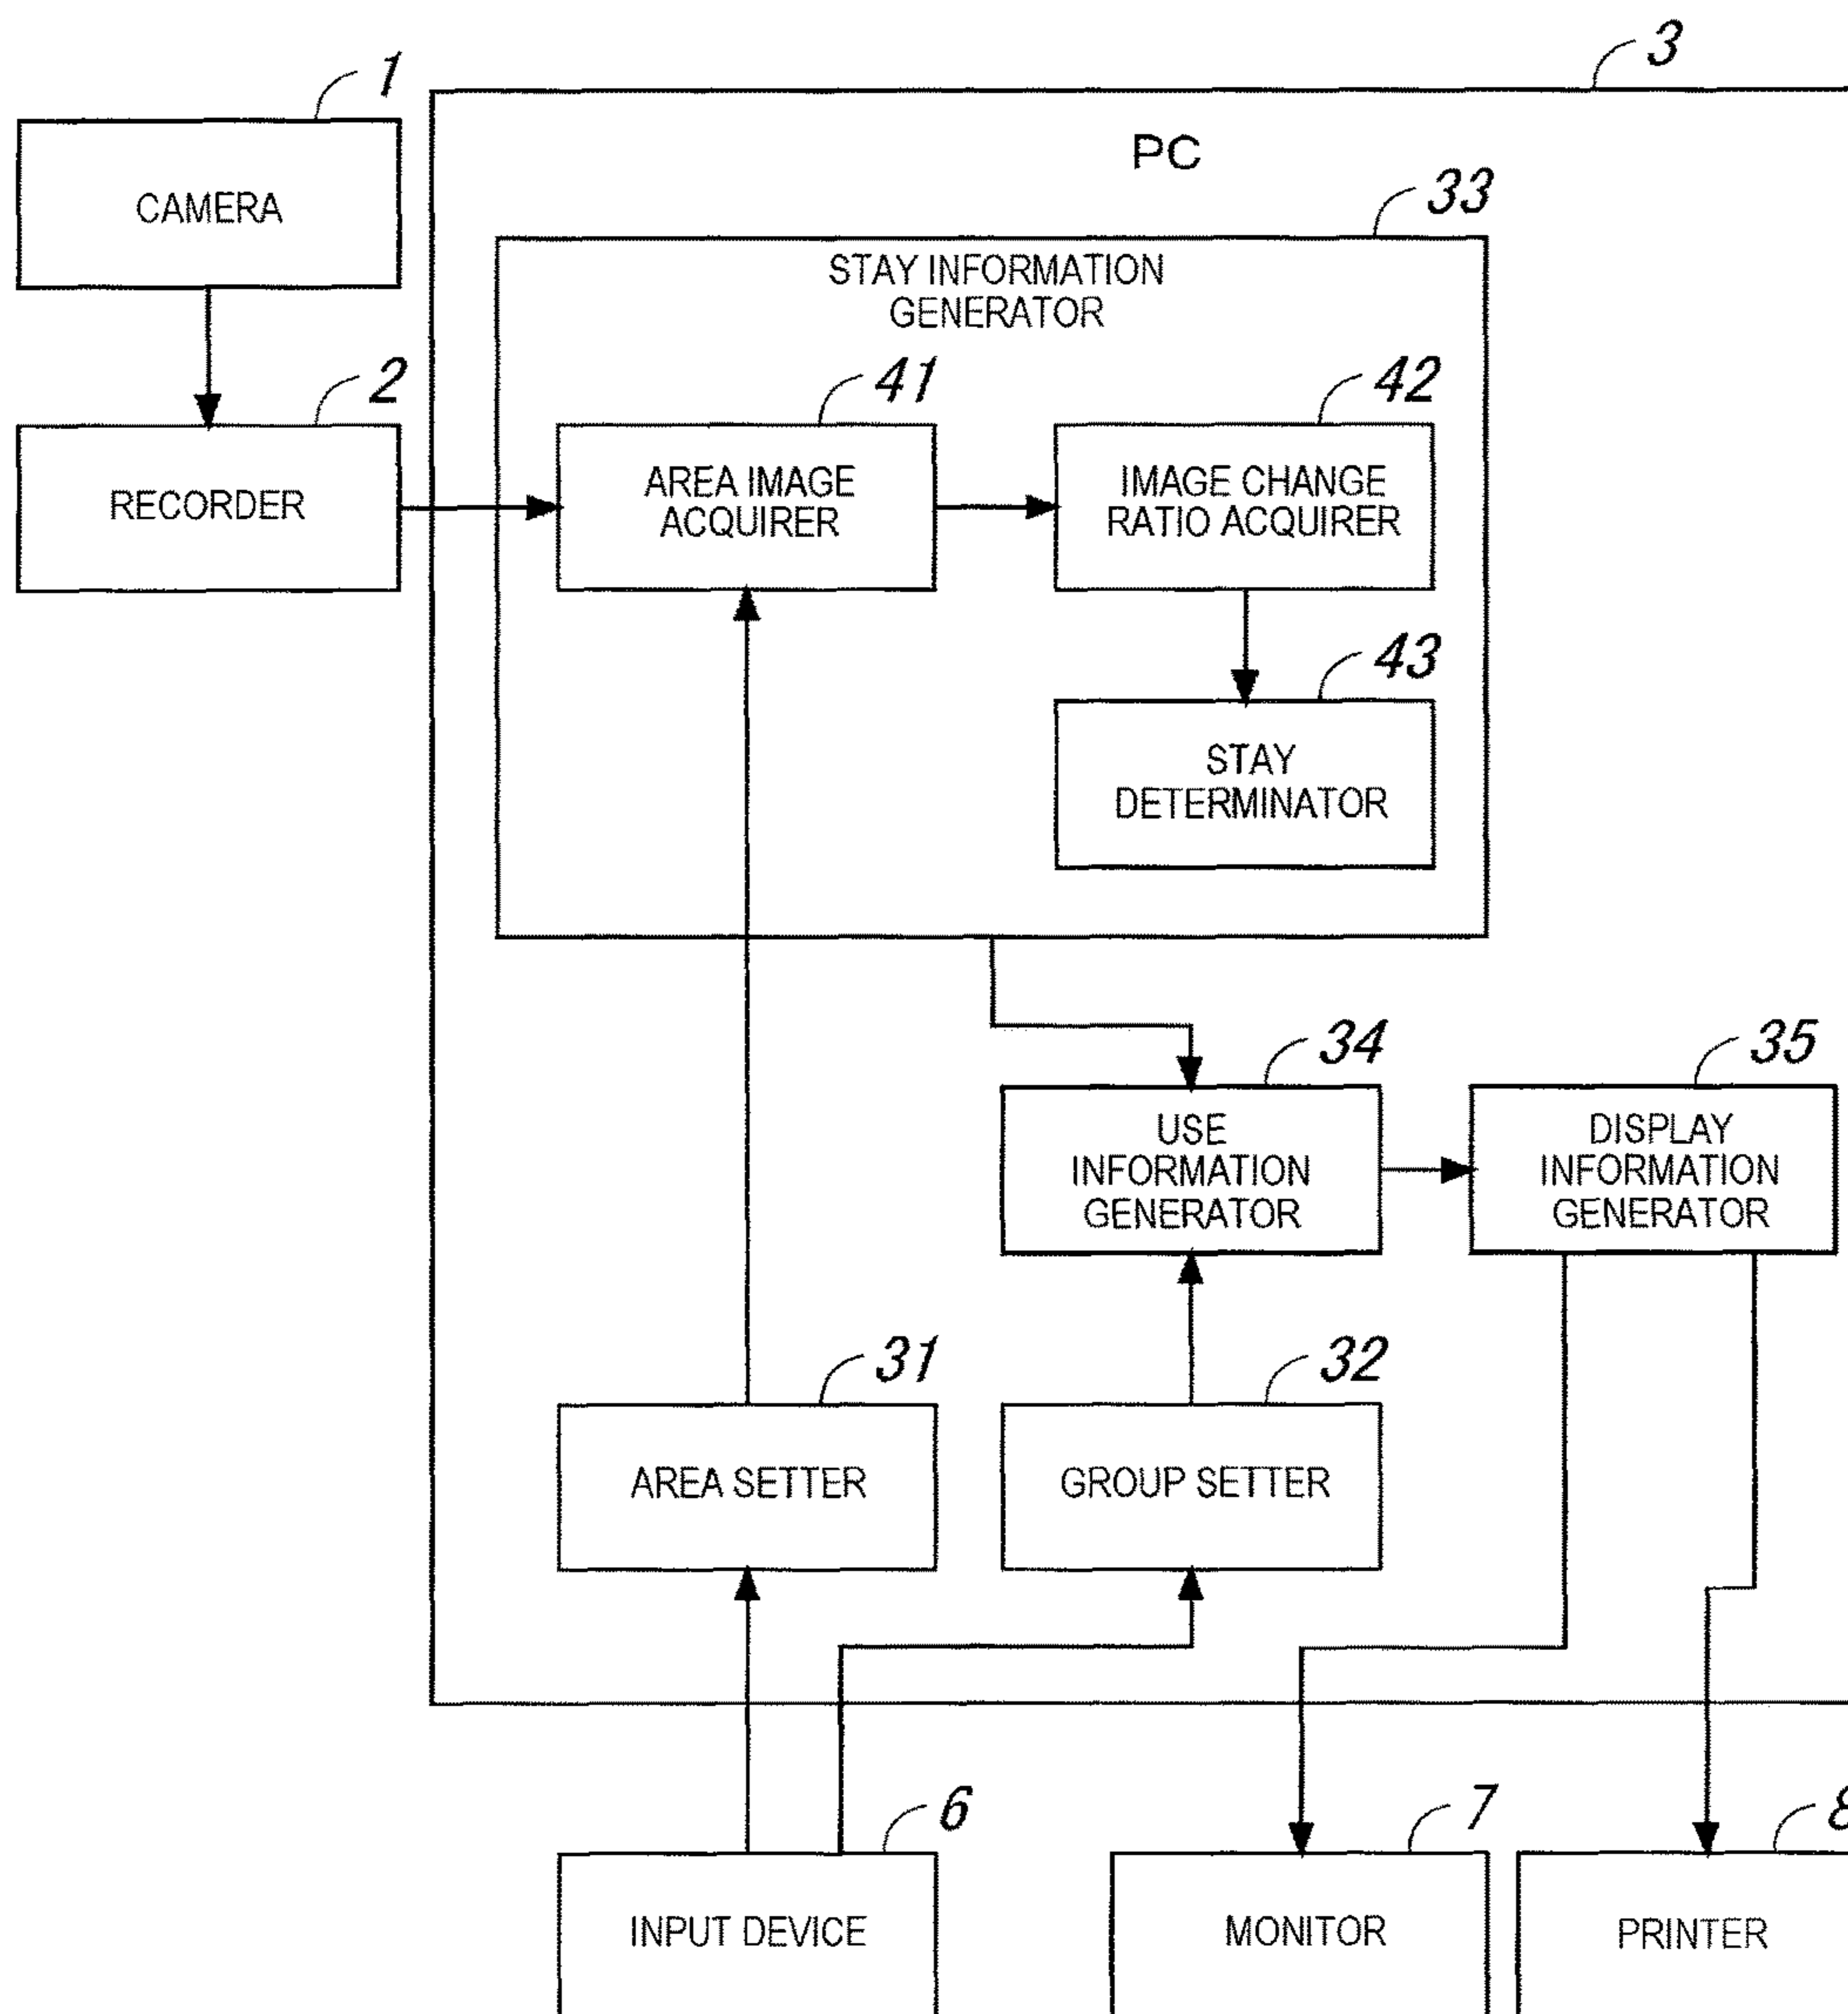 1
3
PC
CAMERA
33
STAY INFORMATION
GENERATOR
2
41
42
RECORDER
AREA IMAGE
ACQUIRER
IMAGE CHANGE
RATIO ACQUIRER
43
STAY
DETERMINATOR
34
35
USE
INFORMATION
GENERATOR
DISPLAY
INFORMATION
GENERATOR
31
32
AREA SETTER
GROUP SETTER
6
7
8
INPUT DEVICE
MONITOR
PRINTER